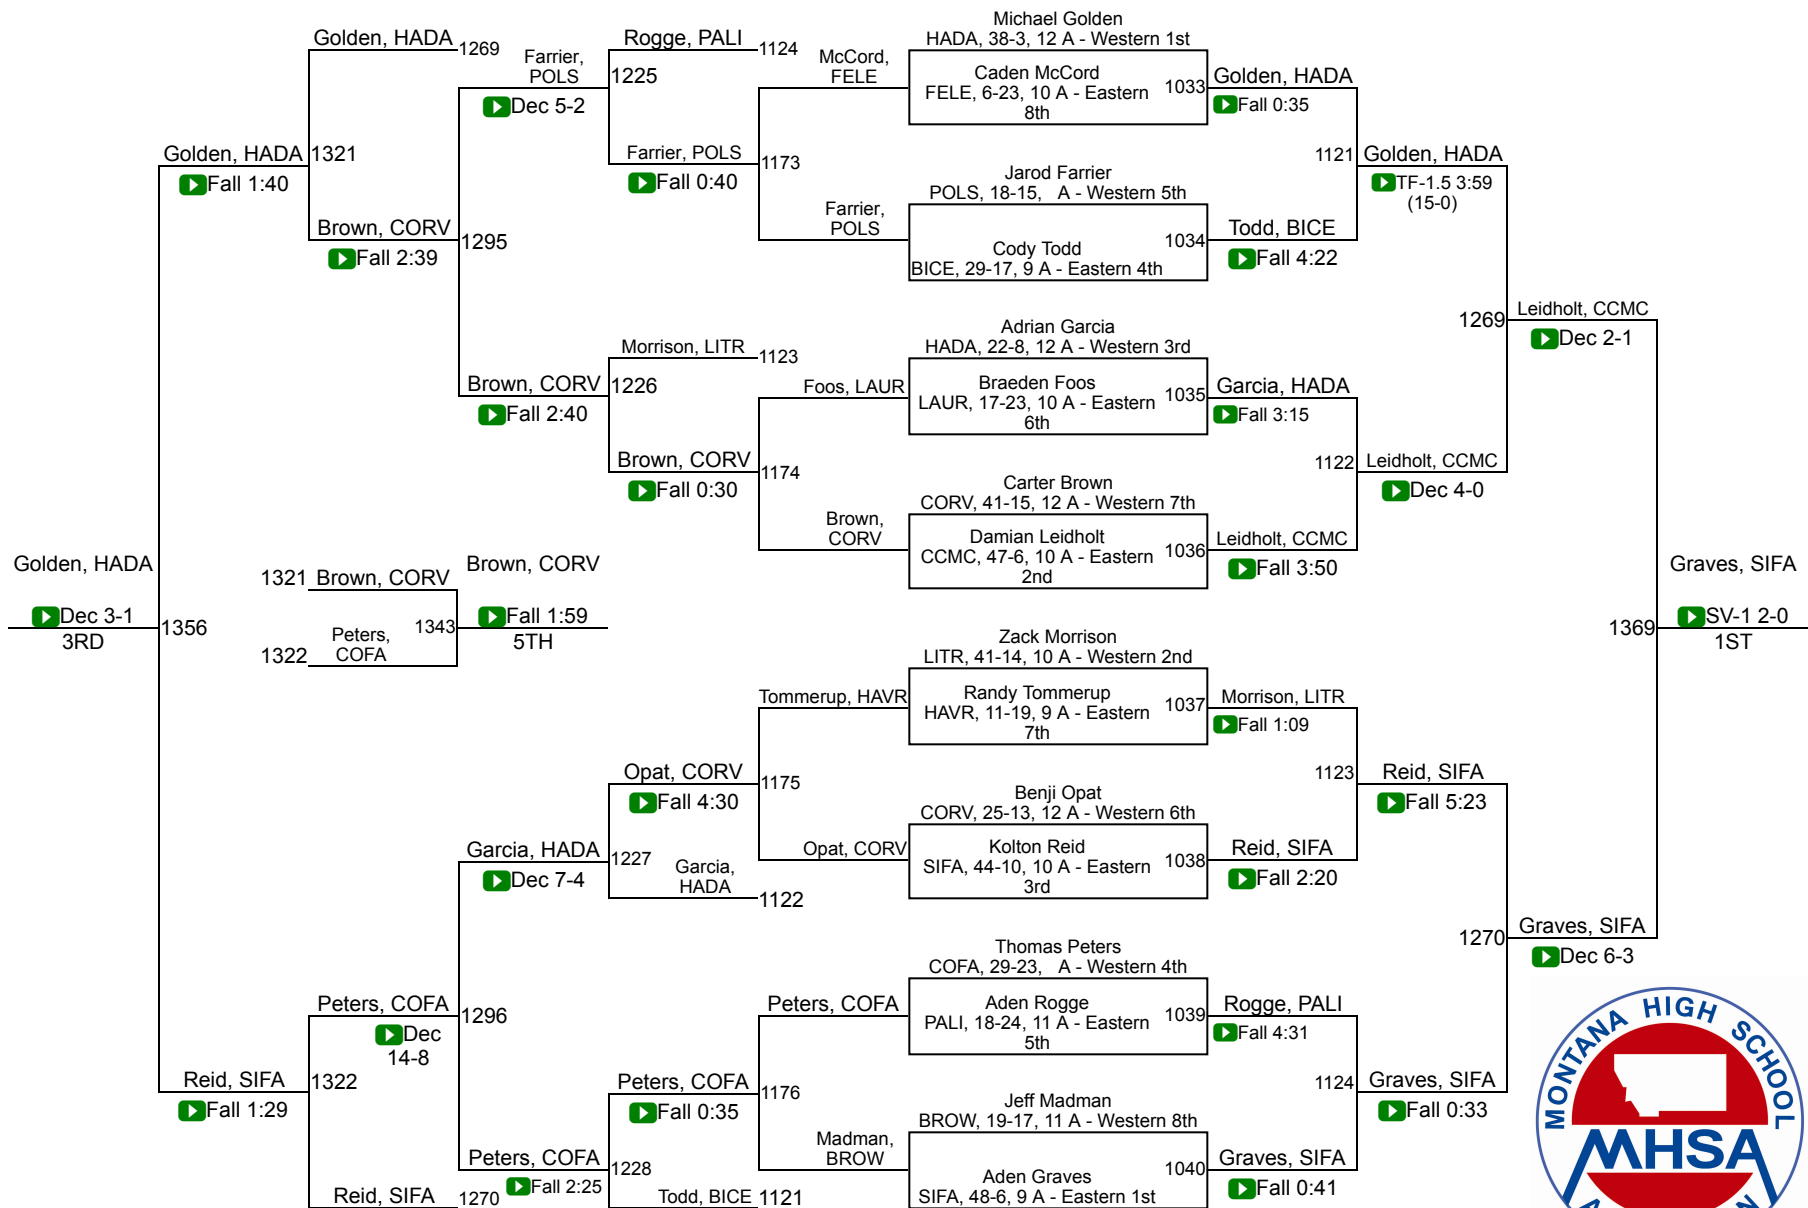 Michael Golden
HADA, 38-3, 12 A - Western 1st
Caden McCord
FELE, 6-23, 10 A - Eastern
8th
1033
Golden, HADA
Fall 0:35
Jarod Farrier
POLS, 18-15, A - Western 5th
Cody Todd
BICE, 29-17, 9 A - Eastern 4th
1034
Todd, BICE
Fall 4:22
Adrian Garcia
HADA, 22-8, 12 A - Western 3rd
Braeden Foos
LAUR, 17-23, 10 A - Eastern
6th
1035
Garcia, HADA
Fall 3:15
Carter Brown
CORV, 41-15, 12 A - Western 7th
Damian Leidholt
CCMC, 47-6, 10 A - Eastern
2nd
1036
Leidholt, CCMC
Fall 3:50
Zack Morrison
LITR, 41-14, 10 A - Western 2nd
Randy Tommerup
HAVR, 11-19, 9 A - Eastern
7th
1037
Morrison, LITR
Fall 1:09
Benji Opat
CORV, 25-13, 12 A - Western 6th
Kolton Reid
SIFA, 44-10, 10 A - Eastern
3rd
1038
Reid, SIFA
Fall 2:20
Thomas Peters
COFA, 29-23, A - Western 4th
Aden Rogge
PALI, 18-24, 11 A - Eastern
5th
1039
Rogge, PALI
Fall 4:31
Jeff Madman
BROW, 19-17, 11 A - Western 8th
Aden Graves
SIFA, 48-6, 9 A - Eastern 1st
1040
Graves, SIFA
Fall 0:41
1121
Golden, HADA
TF-1.5 3:59
(15-0)
1122
Leidholt, CCMC
Dec 4-0
1123
Reid, SIFA
Fall 5:23
1124
Graves, SIFA
Fall 0:33
1269
Leidholt, CCMC
Dec 2-1
1270
Graves, SIFA
Dec 6-3
1369
Graves, SIFA
SV-1 2-0
1ST
McCord,
FELE
Farrier,
POLS
1173
Foos, LAUR
Brown,
CORV
1174
Tommerup, HAVR
Opat, CORV
1175
Peters, COFA
Madman,
BROW
1176
Rogge, PALI
1124
Farrier, POLS
Fall 0:40
1225
Morrison, LITR
1123
Brown, CORV
Fall 0:30
1226
Opat, CORV
Fall 4:30
Garcia,
HADA
1122
1227
Peters, COFA
Fall 0:35
Todd, BICE
1121
1228
Farrier,
POLS
Dec 5-2
Brown, CORV
Fall 2:40
1295
Garcia, HADA
Dec 7-4
Peters, COFA
Fall 2:25
1296
Golden, HADA
1269
Brown, CORV
Fall 2:39
1321
Peters, COFA
Dec
14-8
Reid, SIFA
1270
1322
Golden, HADA
Fall 1:40
Reid, SIFA
Fall 1:29
1356
Golden, HADA
Dec 3-1
3RD
1321
Brown, CORV
1322
Peters,
COFA
1343
Brown, CORV
Fall 1:59
5TH
MONTANA HIGH SCHOOL
MHSA